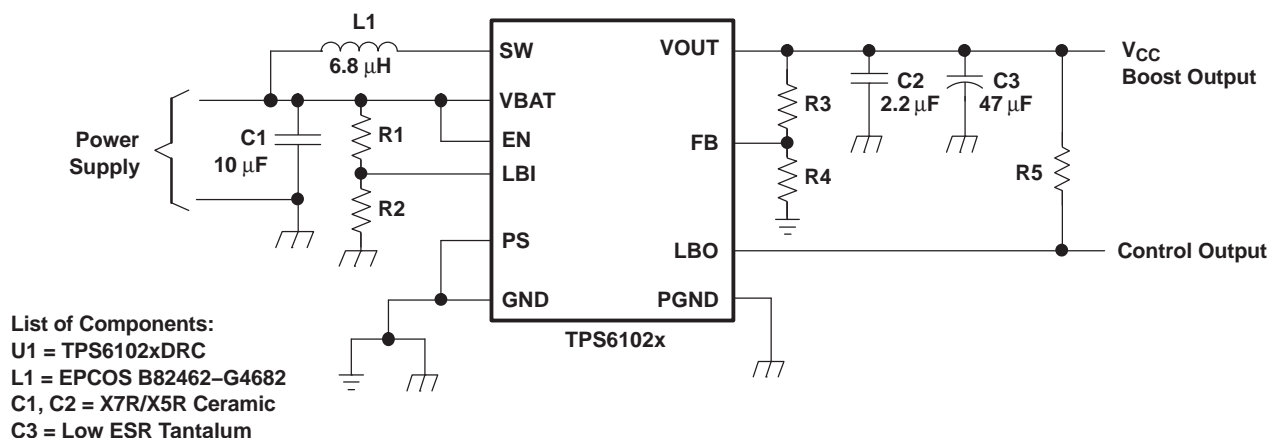 L1
6.8 μH
SW
VOUT
VCC
Boost Output
C2
2.2 μF
C3
47 μF
R3
VBAT
Power
Supply
C1
10 μF
R1
EN
FB
LBI
R4
R5
R2
PS
LBO
Control Output
GND
PGND
TPS6102x
List of Components:
U1 = TPS6102xDRC
L1 = EPCOS B82462–G4682
C1, C2 = X7R/X5R Ceramic
C3 = Low ESR Tantalum